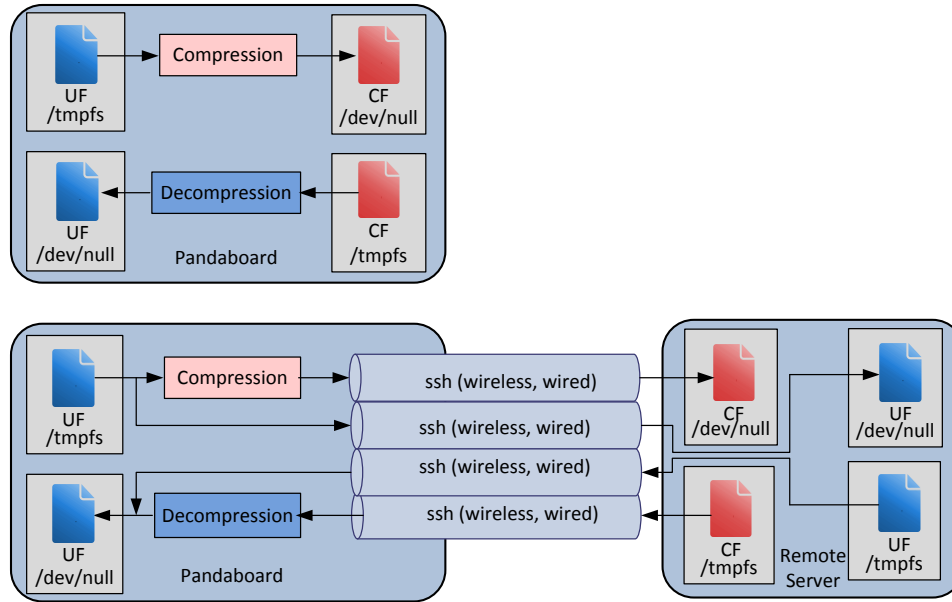 Compression
UF
/tmpfs
CF
/dev/null
Decompression
UF
/dev/null
CF
/tmpfs
Pandaboard
Compression
ssh (wireless, wired)
UF
/tmpfs
CF
/dev/null
UF
/dev/null
ssh (wireless, wired)
ssh (wireless, wired)
Decompression
ssh (wireless, wired)
UF
/dev/null
CF
/tmpfs
UF
/tmpfs
Pandaboard
Remote
Server